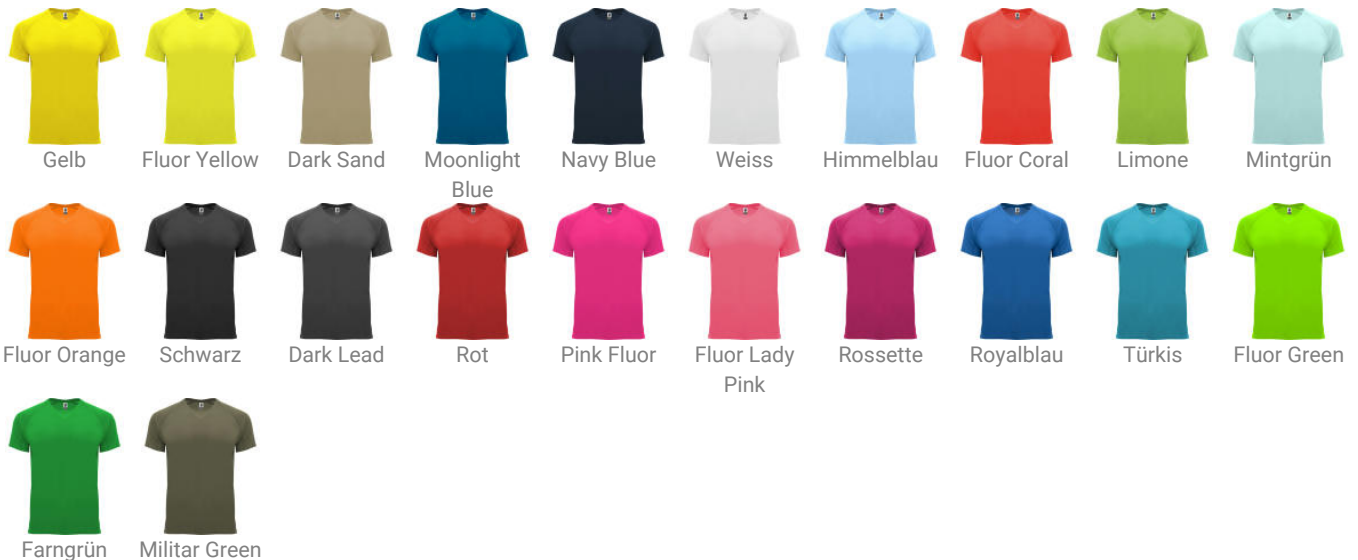 Gelb
Fluor Yellow
Dark Sand
Moonlight
Blue
Navy Blue
Weiss
Himmelblau
Fluor Coral
Limone
Mintgrün
Fluor Orange
Schwarz
Dark Lead
Rot
Pink Fluor
Fluor Lady
Pink
Rossette
Royalblau
Türkis
Fluor Green
Farngrün
Militar Green